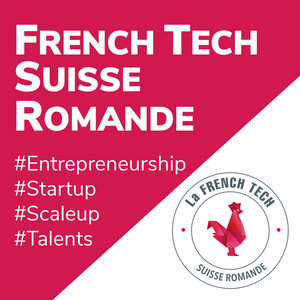 FRENCH TECH
SUISSE
ROMANDE
#Entrepreneurship
#Startup
#Scaleup
#Talents
La FRENCH TECH
SUISSE ROMANDE